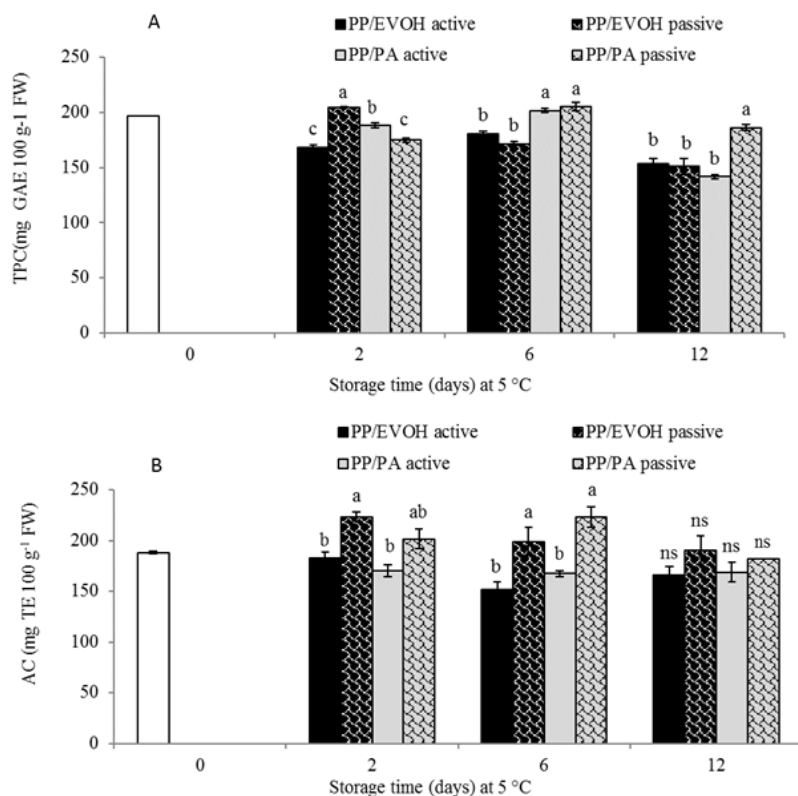 A
PP/EVOH active PP/EVOH passive
PP/PA active PP/PA passive
TPC(mg GAE 100 g-1 FW)
250
200
150
100
50
0
c a b c
b b a a
b b b a
0 2 6 12
Storage time (days) at 5 °C
B
PP/EVOH active PP/EVOH passive
PP/PA active PP/PA passive
AC (mg TE 100 g-1 FW)
250
200
150
100
50
0
b a b ab
b a b a
ns ns ns ns
0 2 6 12
Storage time (days) at 5 °C